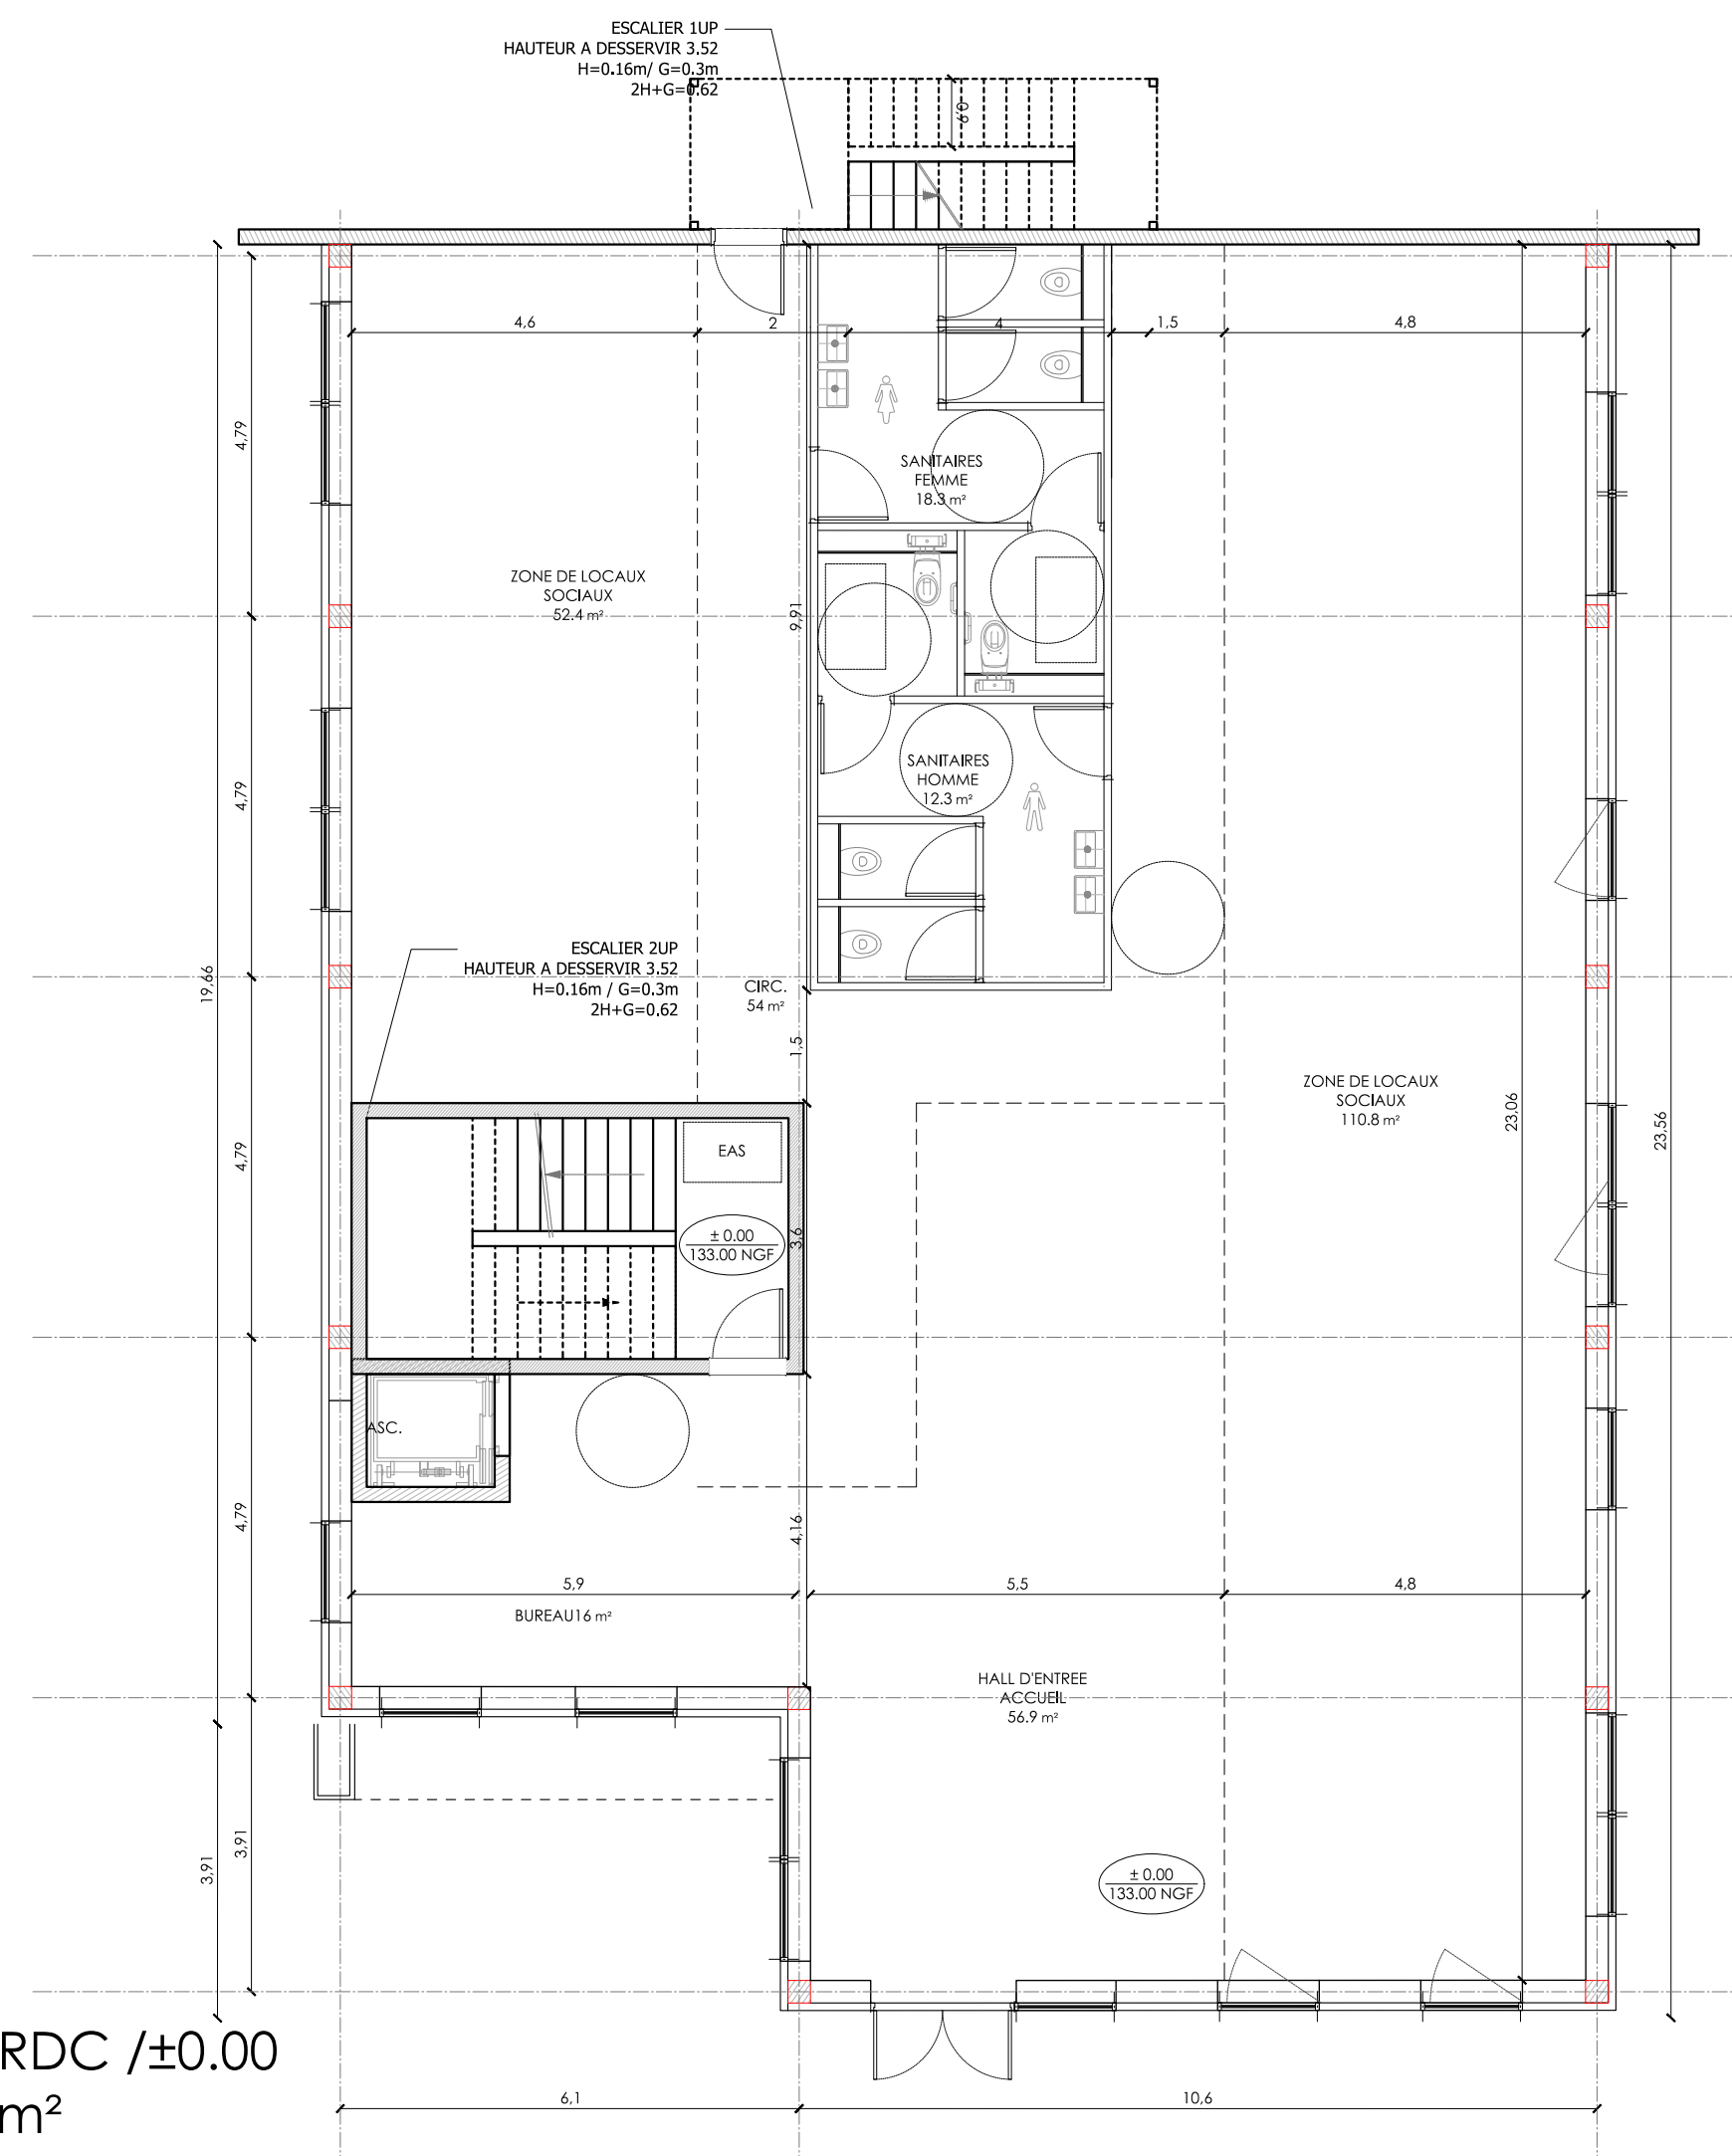 ESCALIER 1UP
HAUTEUR A DESSERVIR 3.52
H=0.16m/ G=0.3m
2H+G=0.62
0,9
4,6
2
4
1,5
4,8
4,79
SANITAIRES
FEMME
18.3 m²
ZONE DE LOCAUX
SOCIAUX
52.4 m²
9,91
4,79
SANITAIRES
HOMME
12.3 m²
ESCALIER 2UP
HAUTEUR A DESSERVIR 3.52
H=0.16m / G=0.3m
2H+G=0.62
19,66
CIRC.
54 m²
1,5
ZONE DE LOCAUX
SOCIAUX
110.8 m²
23,06
23,56
4,79
EAS
± 0.00
133.00 NGF
3,6
ASC.
4,79
4,16
5,9
5,5
4,8
BUREAU16 m²
HALL D'ENTREE
ACCUEIL
56.9 m²
3,91
3,91
± 0.00
133.00 NGF
RDC /±0.00
m²
6,1
10,6